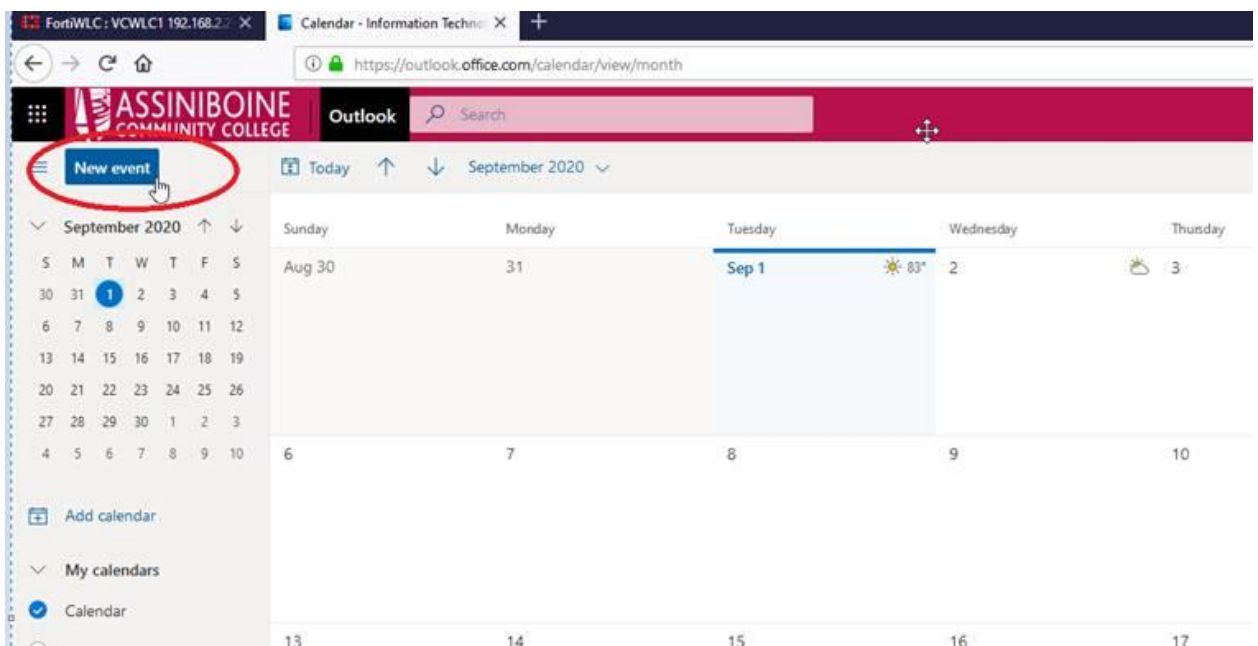 FortiWLC : VCWLC1 192.168.2.2
Calendar - Information Techno
https://outlook.office.com/calendar/view/month
ASSINIBOINE
COMMUNITY COLLEGE
Outlook
Search
New event
Today
September 2020
September 2020
S M T W T F S
30 31 1 2 3 4 5
6 7 8 9 10 11 12
13 14 15 16 17 18 19
20 21 22 23 24 25 26
27 28 29 30 1 2 3
4 5 6 7 8 9 10
Add calendar
My calendars
Calendar
Sunday Monday Tuesday Wednesday Thursday
Aug 30 31 Sep 1 83° 2 3
6 7 8 9 10
13 14 15 16 17